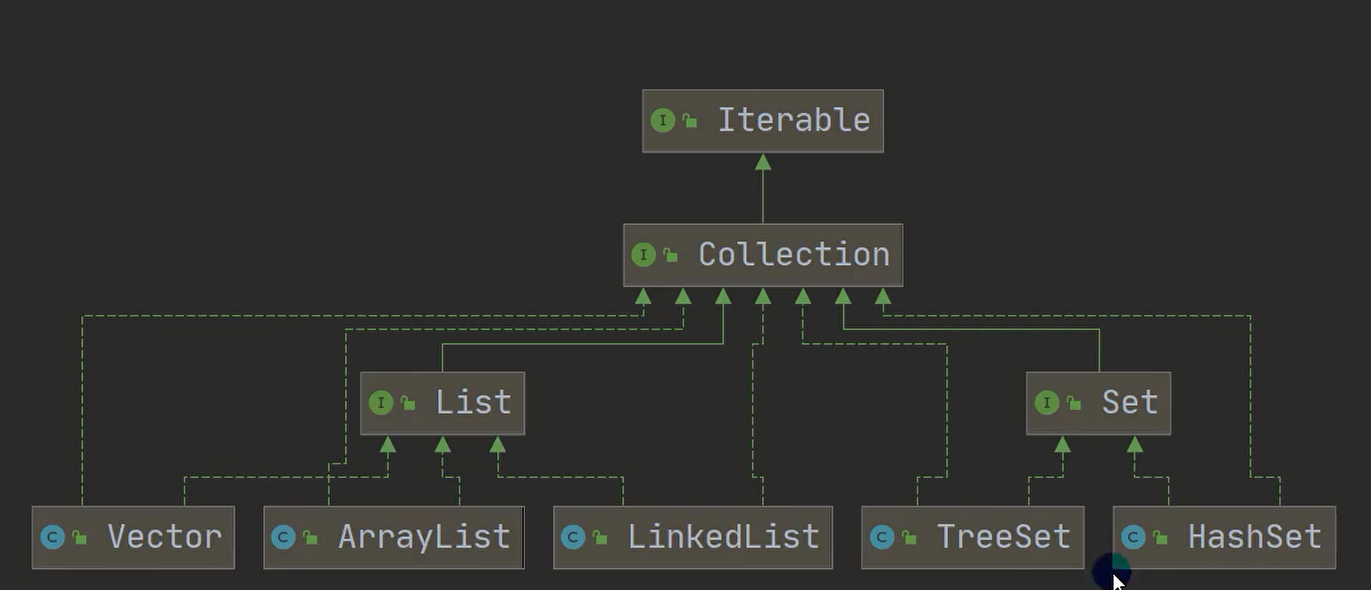 I Iterable
I Collection
I List
I Set
C Vector
C ArrayList
C LinkedList
C TreeSet
C HashSet